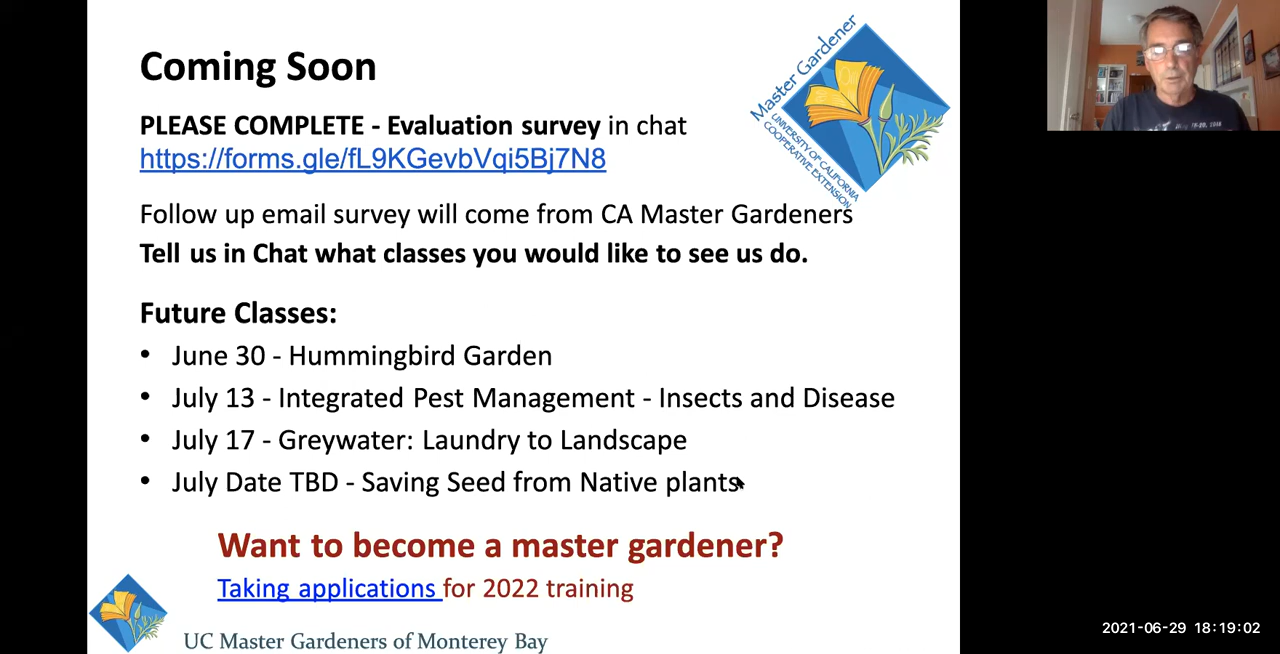 Coming Soon
Master Gardener
UNIVERSITY OF CALIFORNIA
COOPERATIVE EXTENSION
PLEASE COMPLETE - Evaluation survey in chat
https://forms.gle/fL9KGevbVqi5Bj7N8
Follow up email survey will come from CA Master Gardeners
Tell us in Chat what classes you would like to see us do.
Future Classes:
• June 30 - Hummingbird Garden
• July 13 - Integrated Pest Management - Insects and Disease
• July 17 - Greywater: Laundry to Landscape
• July Date TBD - Saving Seed from Native plants
Want to become a master gardener?
Taking applications for 2022 training
UC Master Gardeners of Monterey Bay
2021-06-29 18:19:02